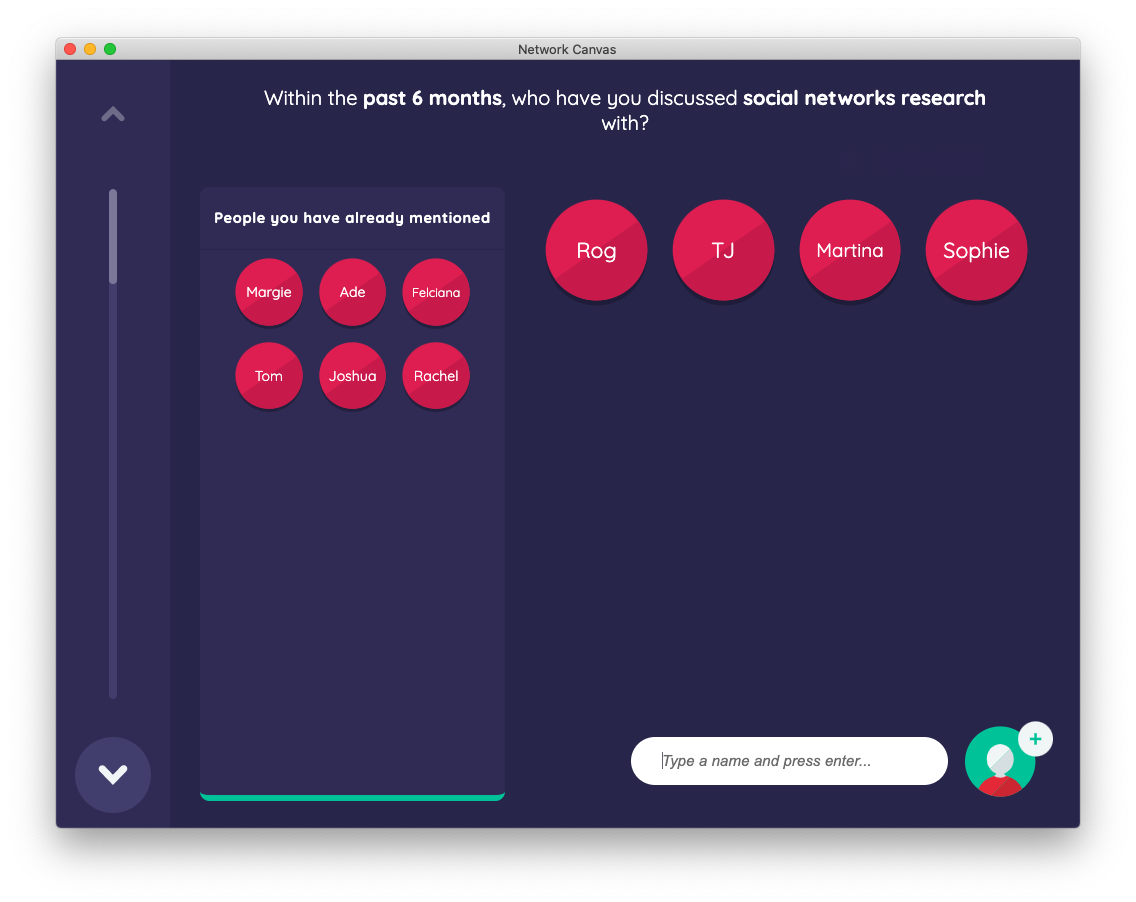 Network Canvas
Within the past 6 months, who have you discussed social networks research
with?
People you have already mentioned
Margie Ade Felciana
Tom Joshua Rachel
Rog TJ Martina Sophie
Type a name and press enter...